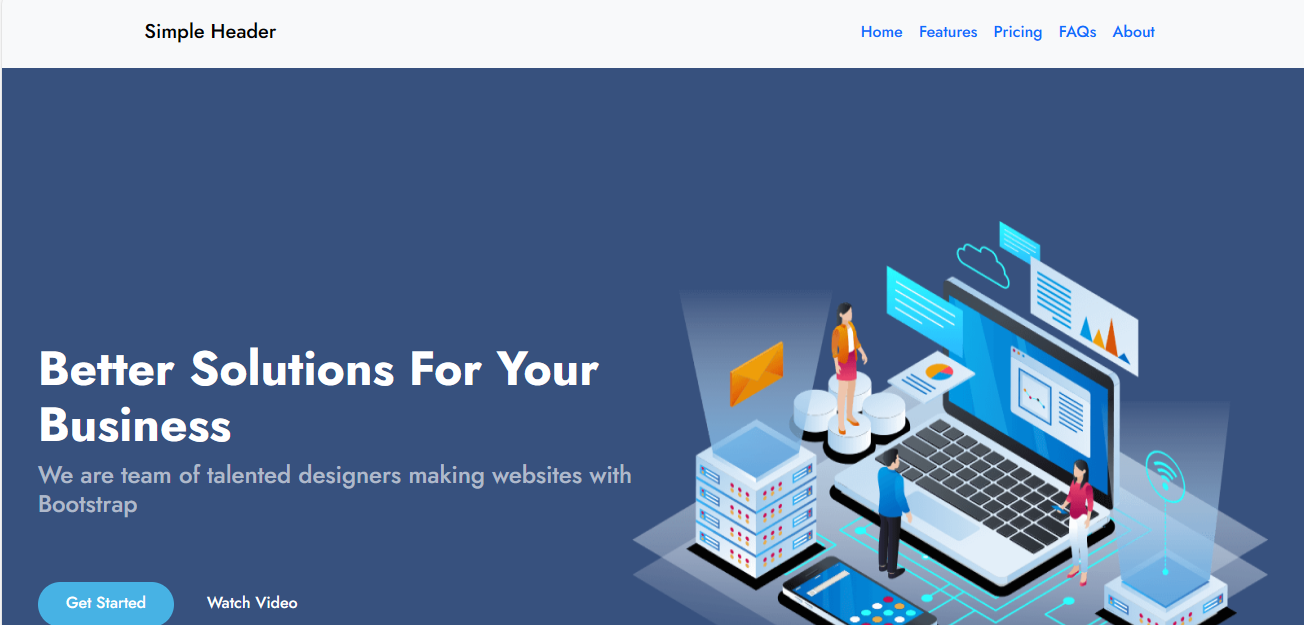 Simple Header
Home Features Pricing FAQs About
Better Solutions For Your
Business
We are team of talented designers making websites with
Bootstrap
Get Started Watch Video